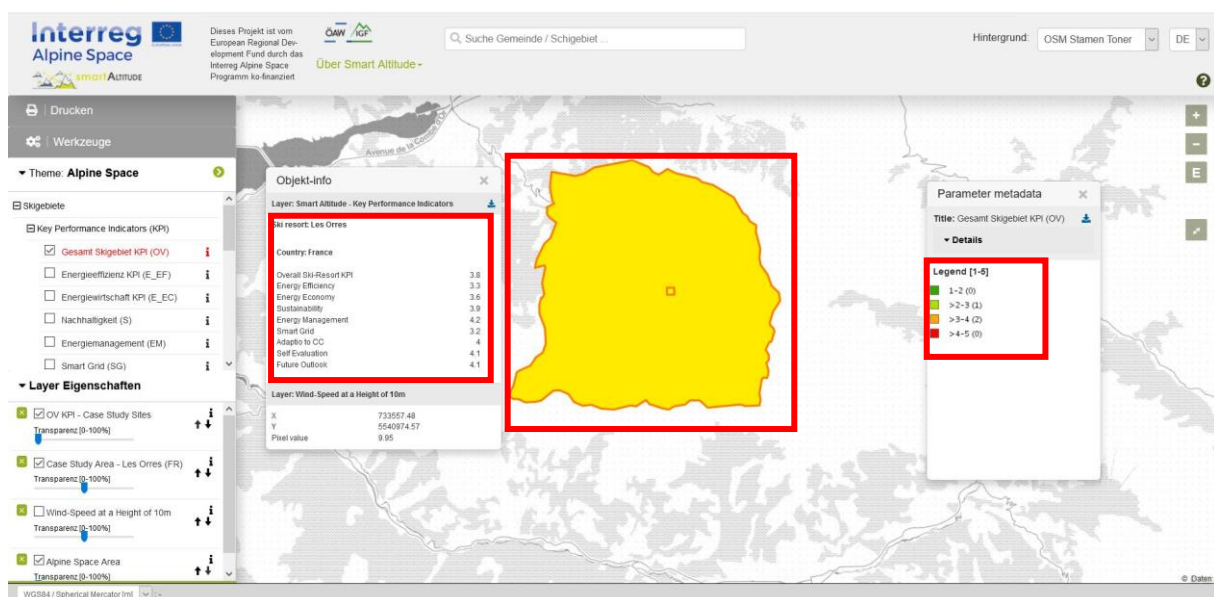 Interreg
Alpine Space
smartALTITUDE
Dieses Projekt ist vom
European Regional Dev-
elopment Fund durch das
Interreg Alpine Space
Programm ko-finanziert
ÖAW IGF
Über Smart Altitude
Suche Gemeinde / Schigebiet ...
Hintergrund: OSM Stamen Toner DE
?
Drucken
Werkzeuge
Theme: Alpine Space
Skigebiete
Key Performance Indicators (KPI)
Gesamt Skigebiet KPI (OV) i
Energieeffizienz KPI (E_EF) i
Energiewirtschaft KPI (E_EC) i
Nachhaltigkeit (S) i
Energiemanagement (EM) i
Smart Grid (SG) i
Layer Eigenschaften
OV KPI - Case Study Sites i
Transparenz [0-100%]
Case Study Area - Les Orres (FR) i
Transparenz [0-100%]
Wind-Speed at a Height of 10m i
Transparenz [0-100%]
Alpine Space Area i
Transparenz [0-100%]
WGS84 / Spherical Mercator [m] : -
Avenue de la
Objekt-info ×
Layer: Smart Altitude - Key Performance Indicators
Ski resort: Les Orres
Country: France
Overall Ski-Resort KPI 3.8
Energy Efficiency 3.3
Energy Economy 3.6
Sustainability 3.9
Energy Management 4.2
Smart Grid 3.2
Adaptio to CC 4
Self Evaluation 4.1
Future Outlook 4.1
Layer: Wind-Speed at a Height of 10m
X 733557.48
Y 5540974.57
Pixel value 9.95
Parameter metadata ×
Title: Gesamt Skigebiet KPI (OV)
Details
Legend [1-5]
1-2 (0)
>2-3 (1)
>3-4 (2)
>4-5 (0)
+
-
E
© Daten: